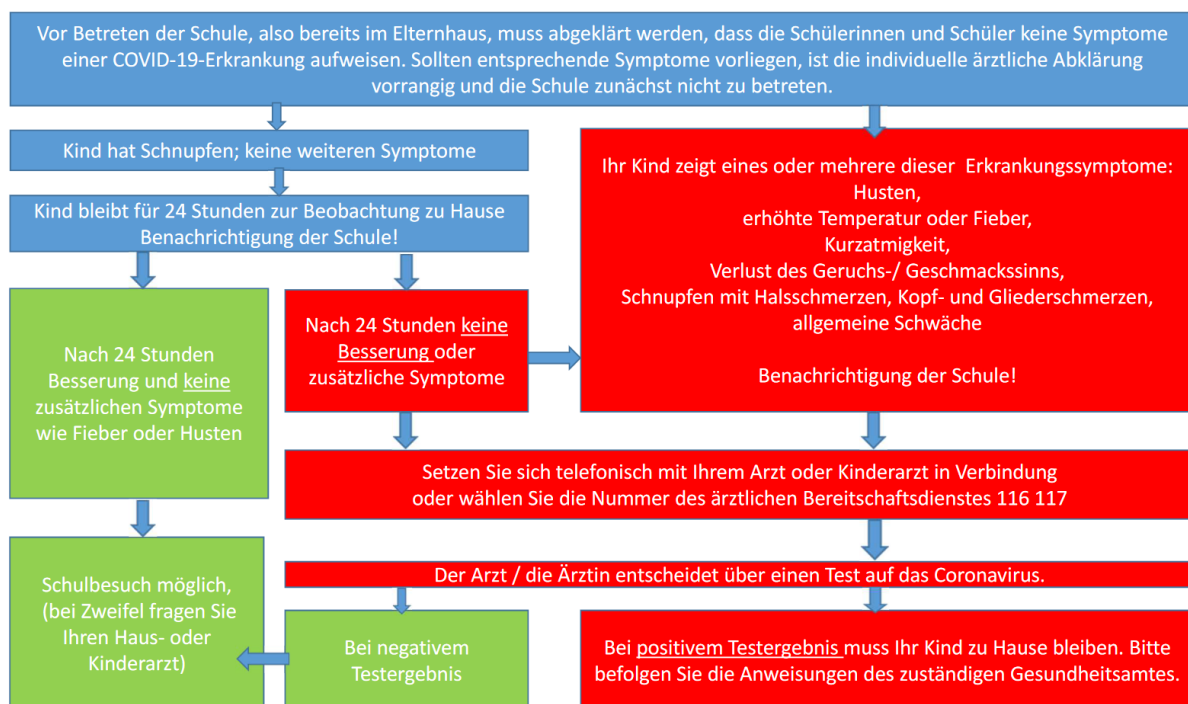 Vor Betreten der Schule, also bereits im Elternhaus, muss abgeklärt werden, dass die Schülerinnen und Schüler keine Symptome
einer COVID-19-Erkrankung aufweisen. Sollten entsprechende Symptome vorliegen, ist die individuelle ärztliche Abklärung
vorrangig und die Schule zunächst nicht zu betreten.
Kind hat Schnupfen; keine weiteren Symptome
Kind bleibt für 24 Stunden zur Beobachtung zu Hause
Benachrichtigung der Schule!
Ihr Kind zeigt eines oder mehrere dieser Erkrankungssymptome:
Husten,
erhöhte Temperatur oder Fieber,
Kurzatmigkeit,
Verlust des Geruchs-/ Geschmackssinns,
Schnupfen mit Halsschmerzen, Kopf- und Gliederschmerzen,
allgemeine Schwäche
Benachrichtigung der Schule!
Nach 24 Stunden
Besserung und keine
zusätzlichen Symptome
wie Fieber oder Husten
Nach 24 Stunden keine
Besserung oder
zusätzliche Symptome
Setzen Sie sich telefonisch mit Ihrem Arzt oder Kinderarzt in Verbindung
oder wählen Sie die Nummer des ärztlichen Bereitschaftsdienstes 116 117
Der Arzt / die Ärztin entscheidet über einen Test auf das Coronavirus.
Schulbesuch möglich,
(bei Zweifel fragen Sie
Ihren Haus- oder
Kinderarzt)
Bei negativem
Testergebnis
Bei positivem Testergebnis muss Ihr Kind zu Hause bleiben. Bitte
befolgen Sie die Anweisungen des zuständigen Gesundheitsamtes.